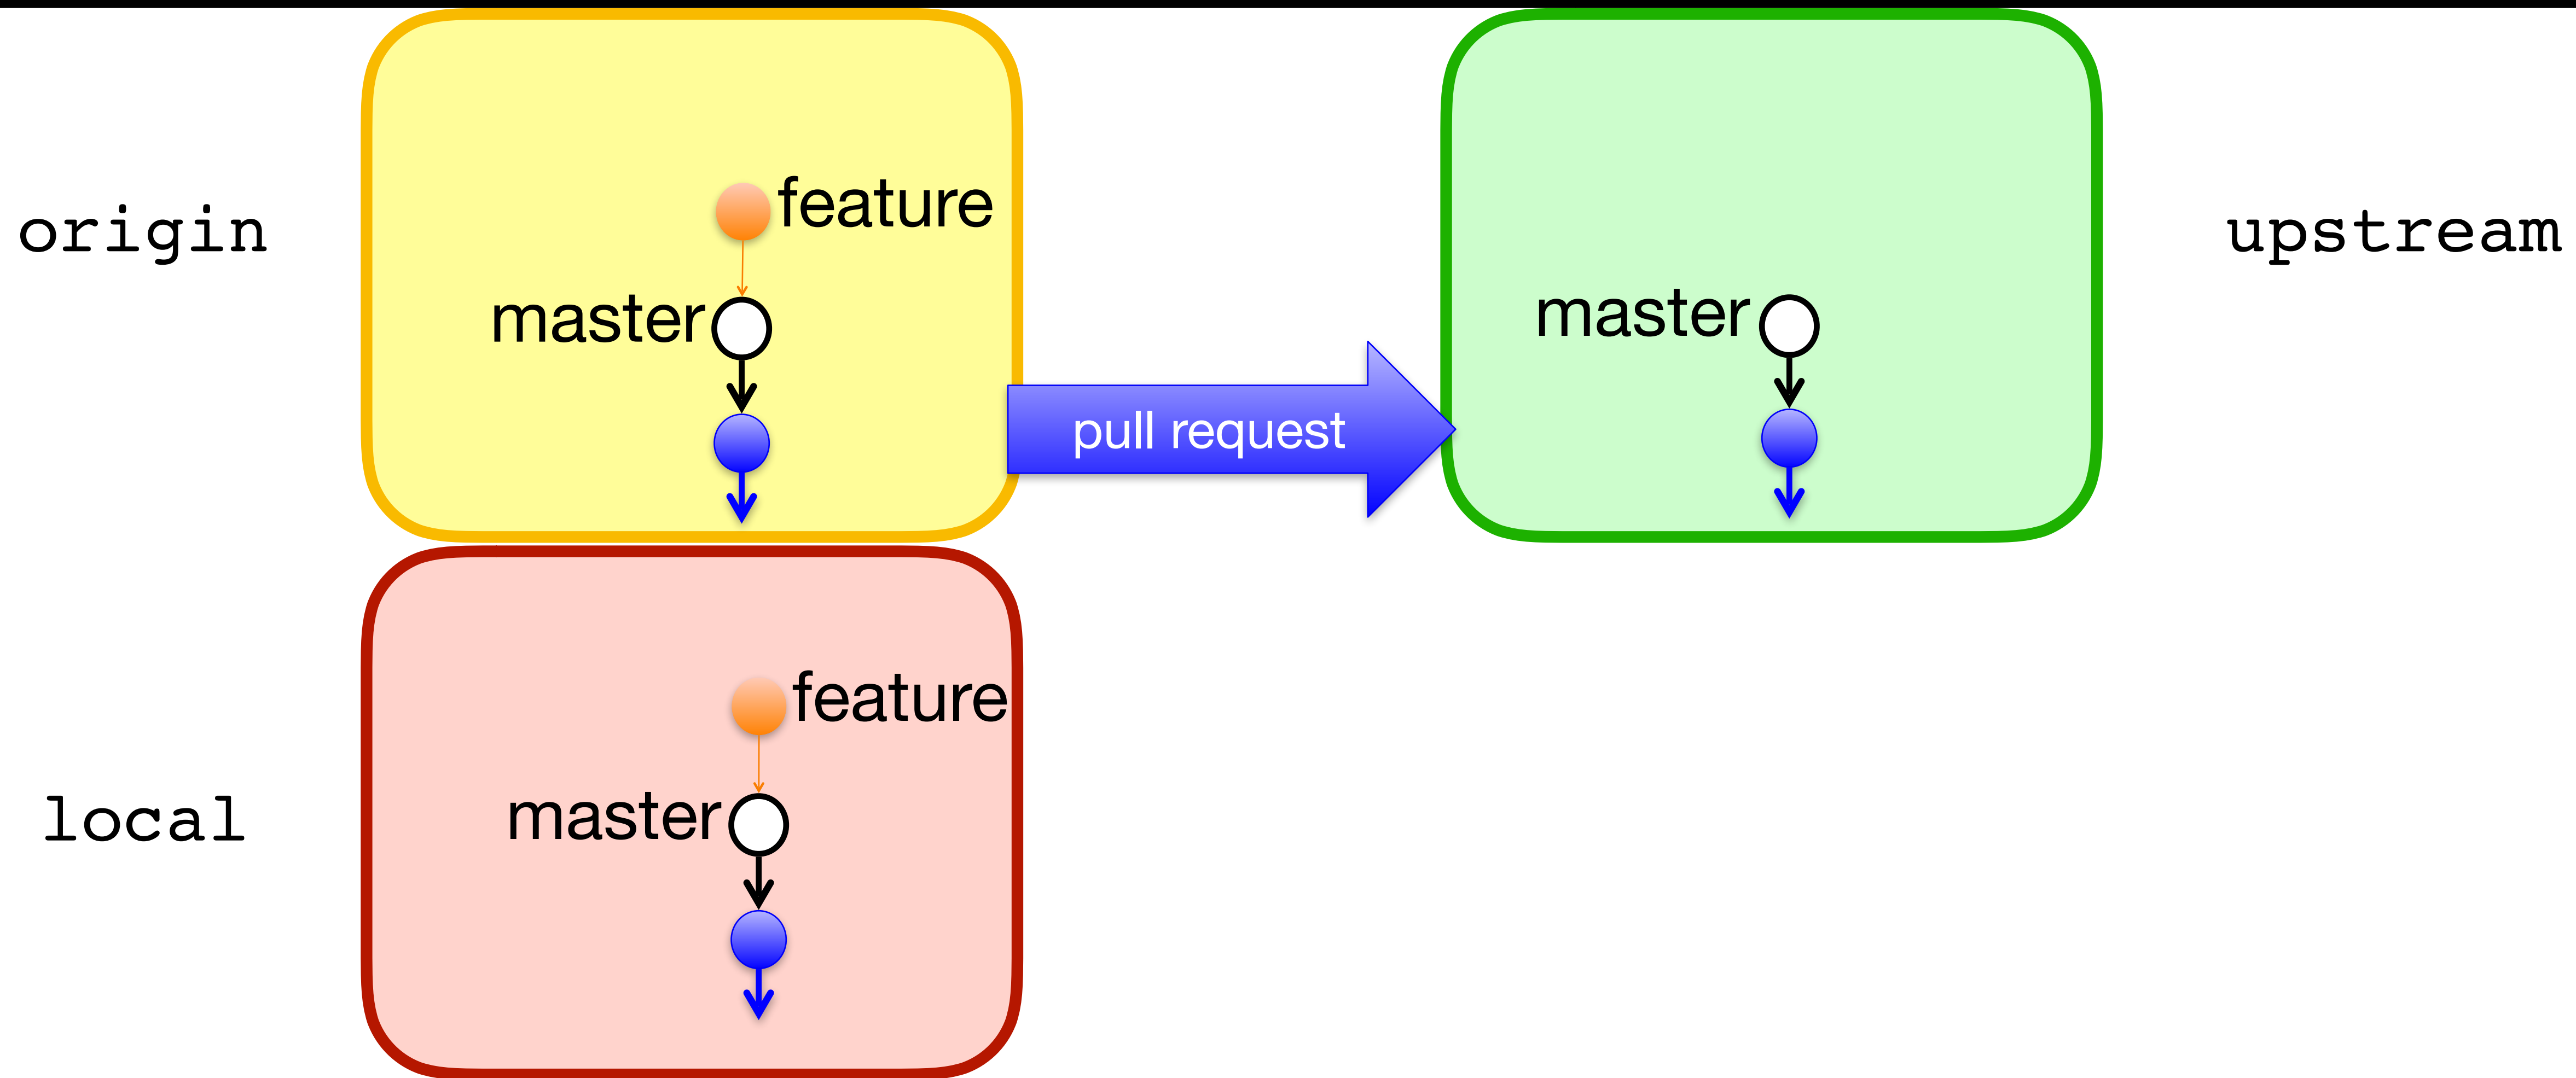 origin
feature
master
pull request
master
upstream
local
feature
master